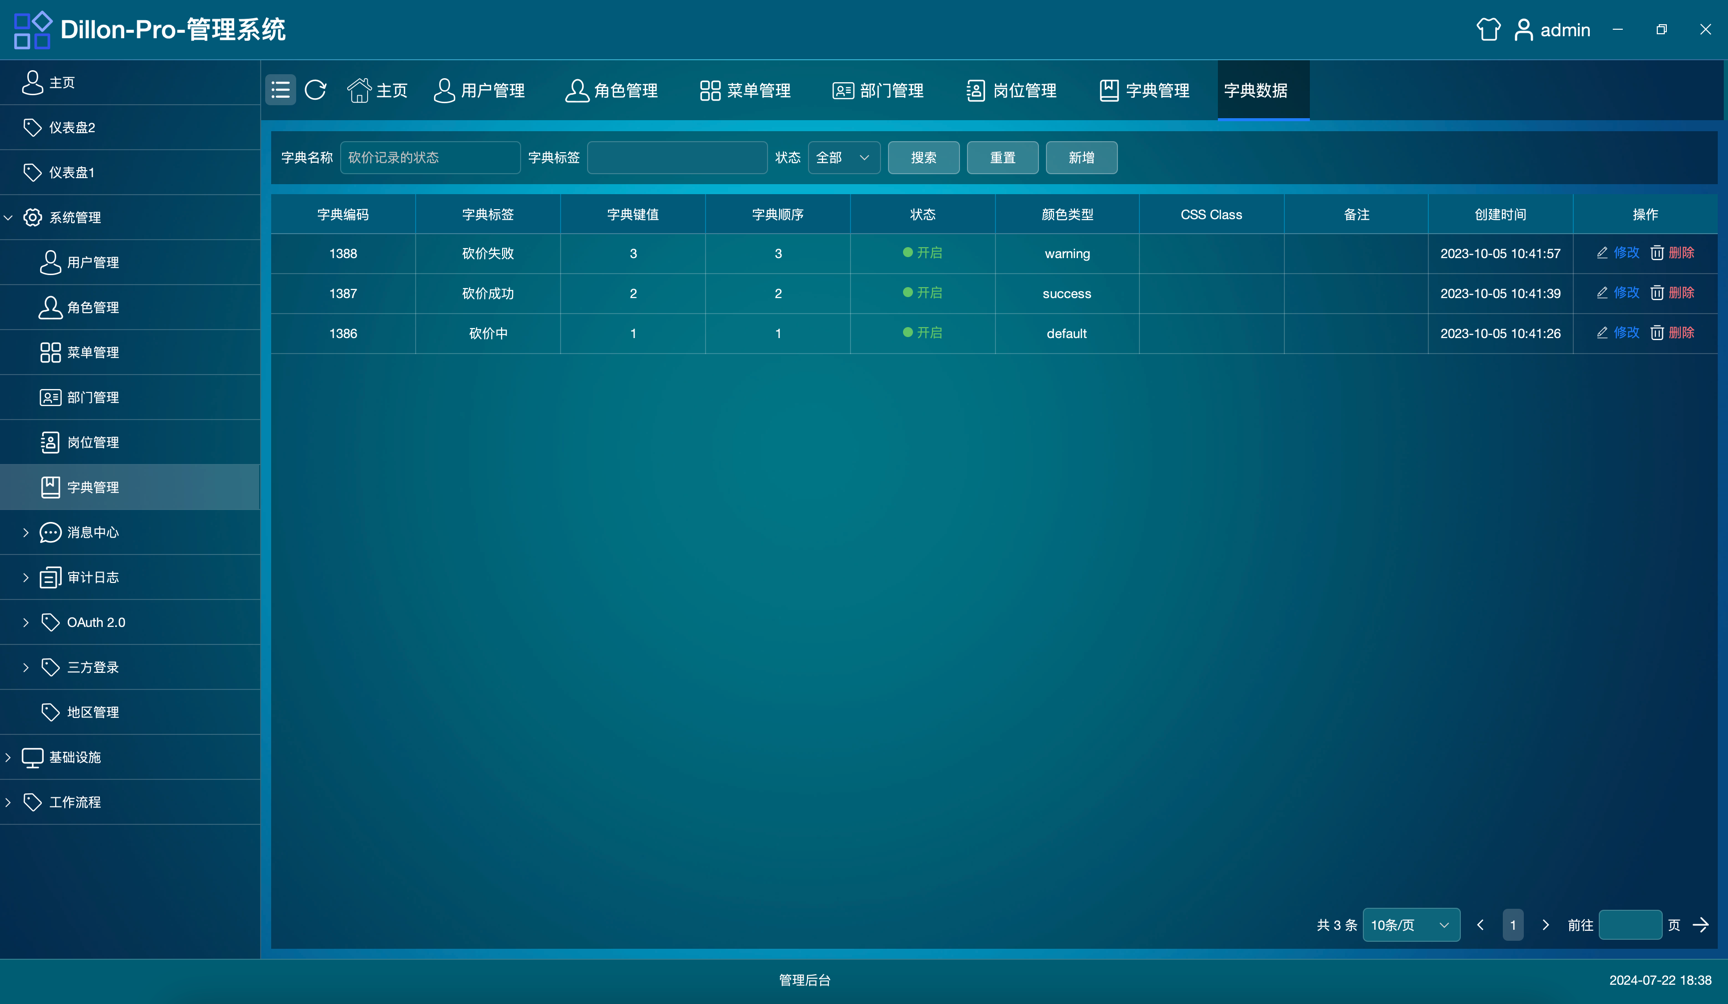 Dillon-Pro-管理系统
admin
主页
仪表盘2
仪表盘1
系统管理
用户管理
角色管理
菜单管理
部门管理
岗位管理
字典管理
消息中心
审计日志
OAuth 2.0
三方登录
地区管理
基础设施
工作流程
主页 用户管理 角色管理 菜单管理 部门管理 岗位管理 字典管理 字典数据
字典名称 砍价记录的状态 字典标签 状态 全部 搜索 重置 新增
字典编码 字典标签 字典键值 字典顺序 状态 颜色类型 CSS Class 备注 创建时间 操作
1388 砍价失败 3 3 开启 warning 2023-10-05 10:41:57 修改 删除
1387 砍价成功 2 2 开启 success 2023-10-05 10:41:39 修改 删除
1386 砍价中 1 1 开启 default 2023-10-05 10:41:26 修改 删除
共 3 条 10条/页 1 前往 页
管理后台
2024-07-22 18:38